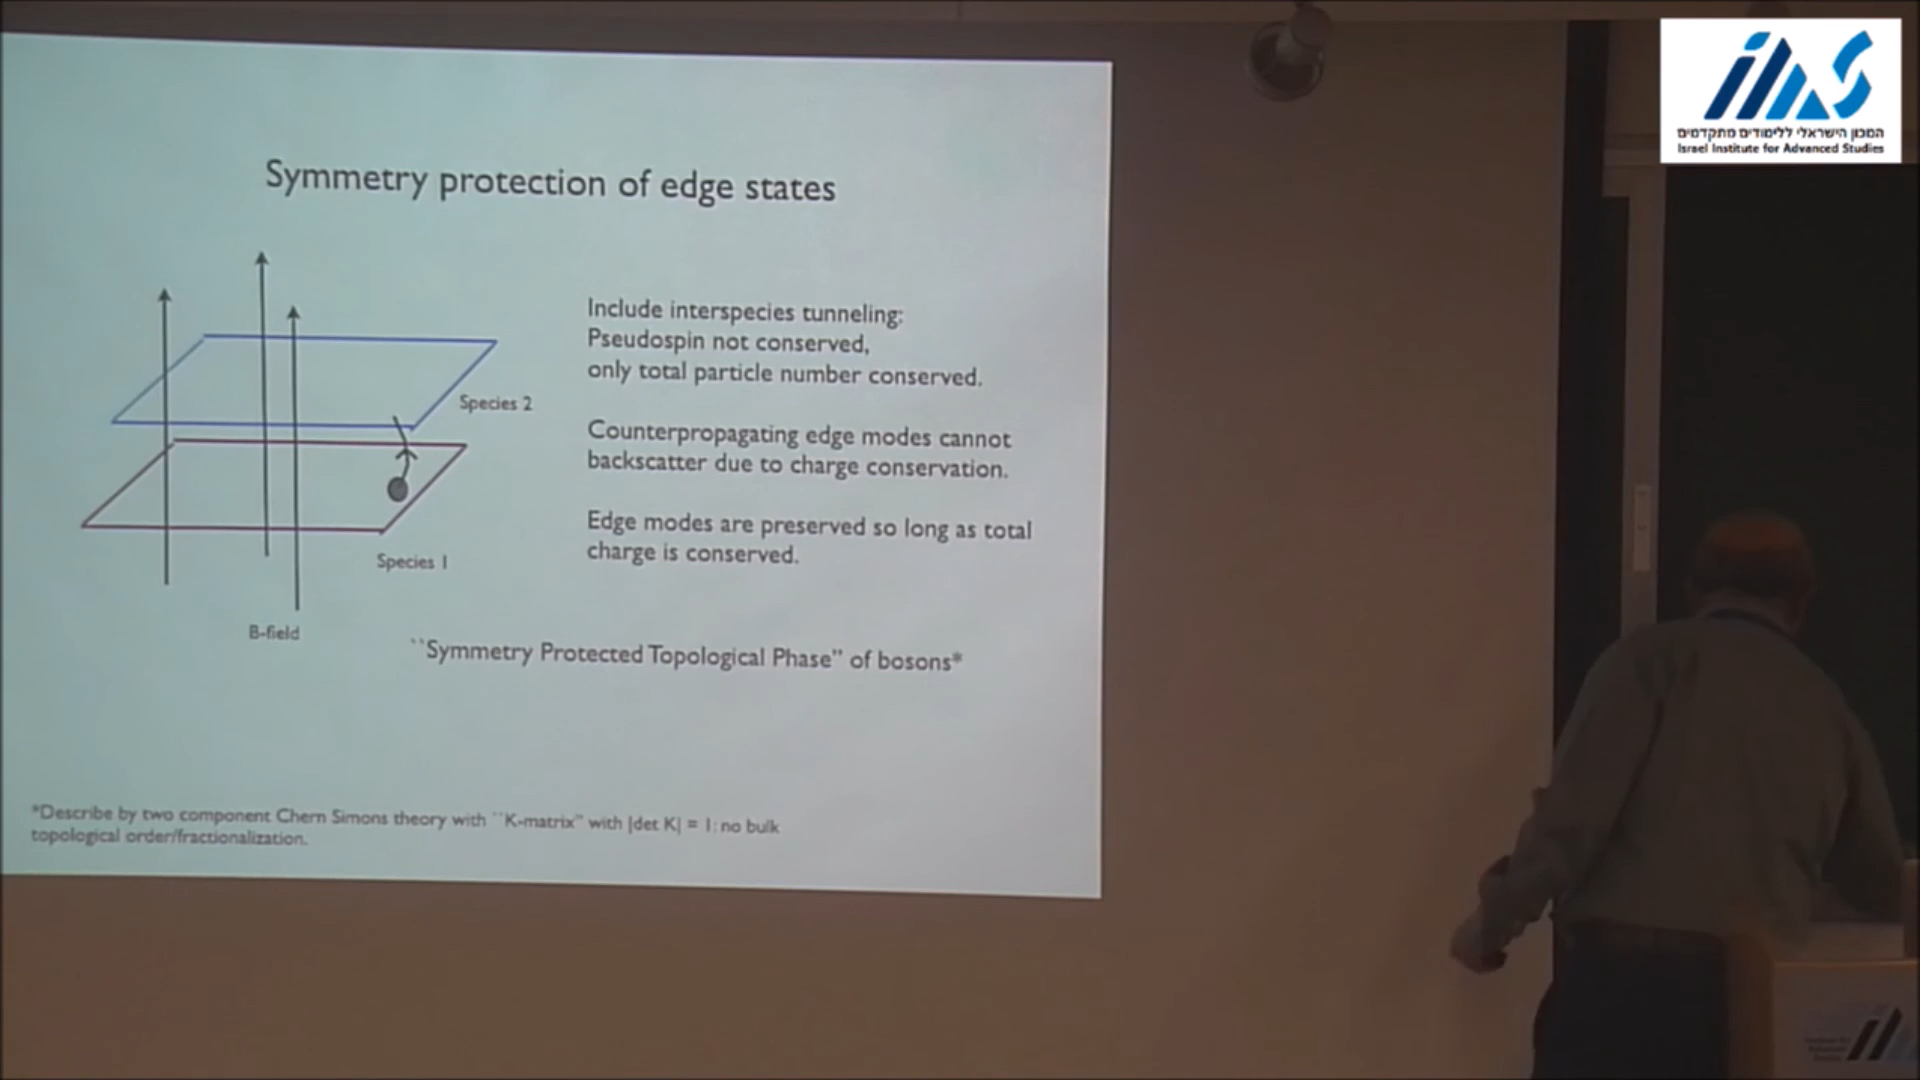 המכון הישראלי ללימודים מתקדמים
Israel Institute for Advanced Studies
Symmetry protection of edge states
Include interspecies tunneling:
Pseudospin not conserved,
only total particle number conserved.
Species 2
Counterpropagating edge modes cannot
backscatter due to charge conservation.
Edge modes are preserved so long as total
charge is conserved.
Species 1
B-field
``Symmetry Protected Topological Phase” of bosons*
*Describe by two component Chern Simons theory with ``K-matrix” with |det K| = 1: no bulk
topological order/fractionalization.